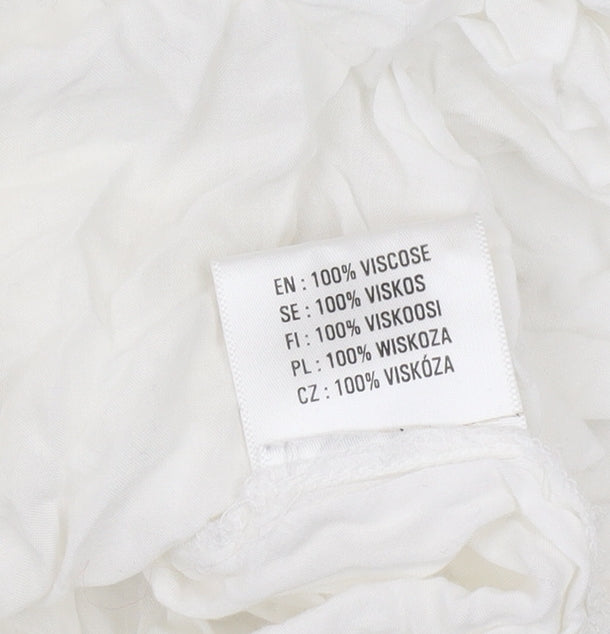 EN : 100% VISCOSE
SE : 100% VISKOS
FI : 100% VISKOOSI
PL : 100% WISKOZA
CZ : 100% VISKÓZA